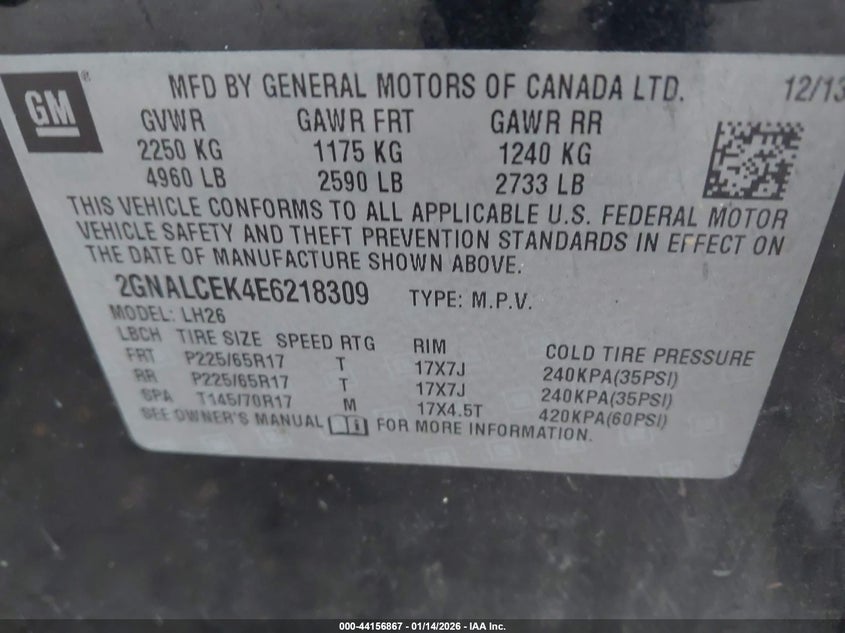 GM ® MFD BY GENERAL MOTORS OF CANADA LTD. 12/13
GVWR GAWR FRT GAWR RR
2250 KG 1175 KG 1240 KG
4960 LB 2590 LB 2733 LB
THIS VEHICLE CONFORMS TO ALL APPLICABLE U.S. FEDERAL MOTOR
VEHICLE SAFETY AND THEFT PREVENTION STANDARDS IN EFFECT ON
THE DATE OF MANUFACTURE SHOWN ABOVE.
2GNALCEK4E6218309 TYPE: M.P.V.
MODEL: LH26
LBCH TIRE SIZE SPEED RTG RIM COLD TIRE PRESSURE
FRT P225/65R17 T 17X7J 240KPA(35PSI)
RR P225/65R17 T 17X7J 240KPA(35PSI)
SPA T145/70R17 M 17X4.5T 420KPA(60PSI)
SEE OWNER'S MANUAL FOR MORE INFORMATION.
000-44156867 - 01/14/2026 - IAA Inc.